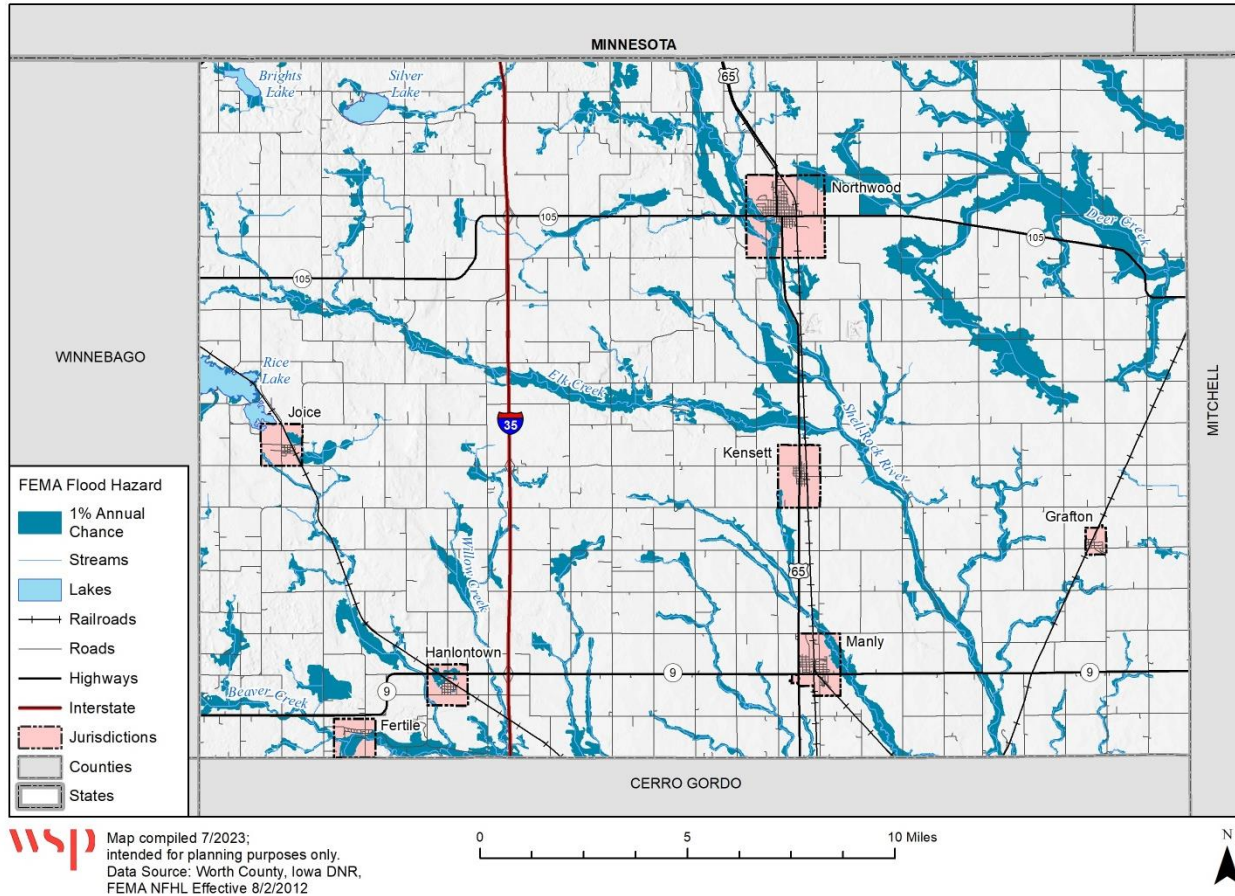 MINNESOTA
Brights
Lake
Silver
Lake
65
Northwood
105
Deer Creek
105
105
WINNEBAGO
Rice
Lake
Joice
Elk Creek
35
Shell Rock River
MITCHELL
Kensett
Grafton
65
Willow Creek
Manly
Hanlontown
9
9
9
Beaver Creek
Fertile
CERRO GORDO
FEMA Flood Hazard
1% Annual
Chance
Streams
Lakes
Railroads
Roads
Highways
Interstate
Jurisdictions
Counties
States
wsp
Map compiled 7/2023;
intended for planning purposes only.
Data Source: Worth County, Iowa DNR,
FEMA NFHL Effective 8/2/2012
0 5 10 Miles
N